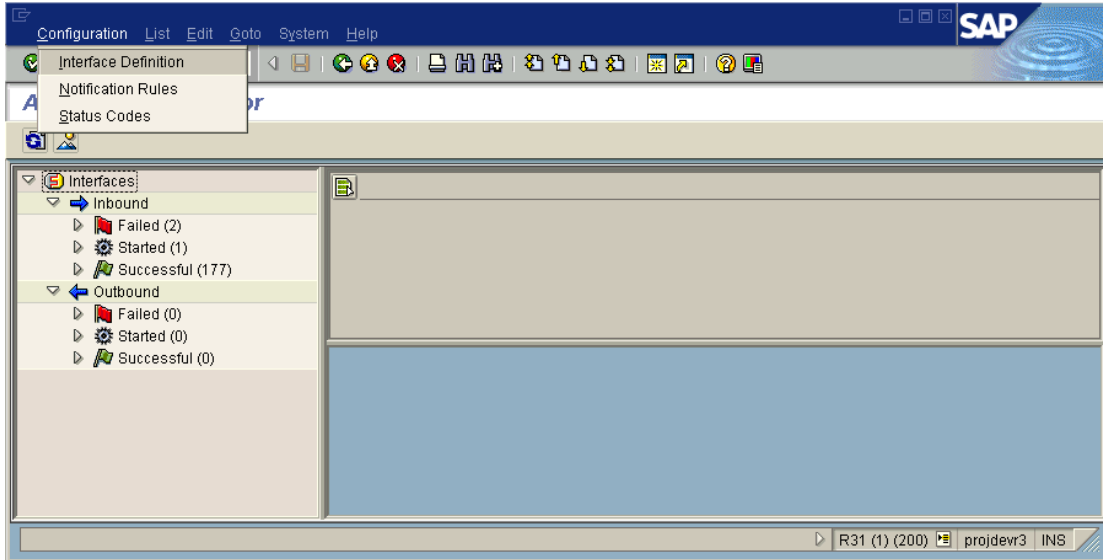 Configuration List Edit Goto System Help
SAP
Interface Definition
Notification Rules
Status Codes
A
or
Interfaces
Inbound
Failed (2)
Started (1)
Successful (177)
Outbound
Failed (0)
Started (0)
Successful (0)
R31 (1) (200) projdevr3 INS